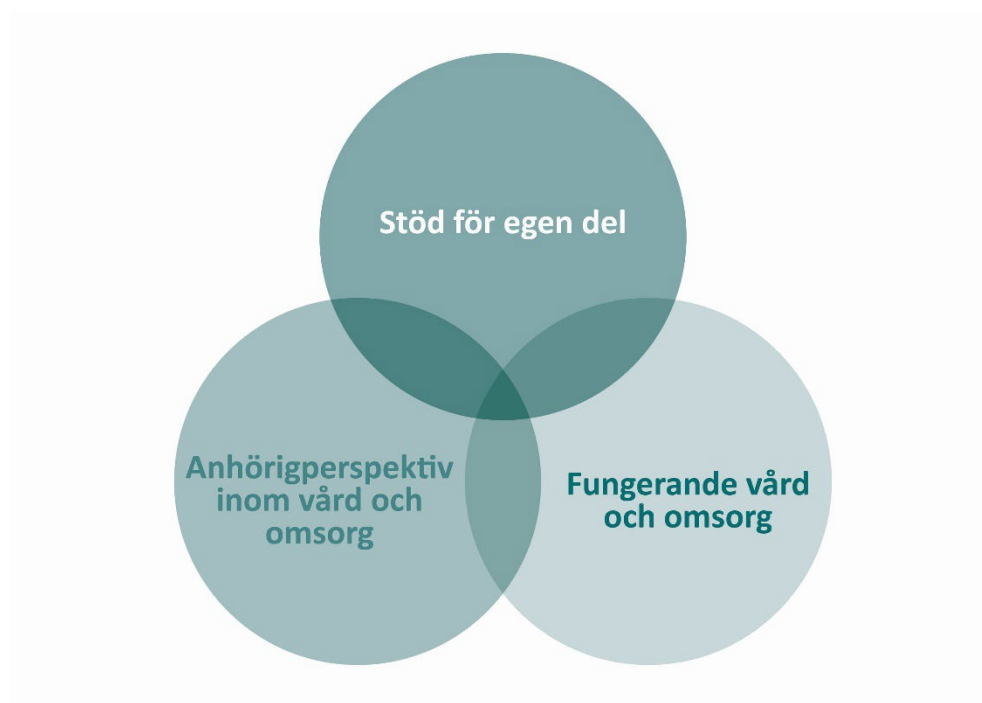 Stöd för egen del
Anhörigperspektiv
inom vård och
omsorg
Fungerande vård
och omsorg